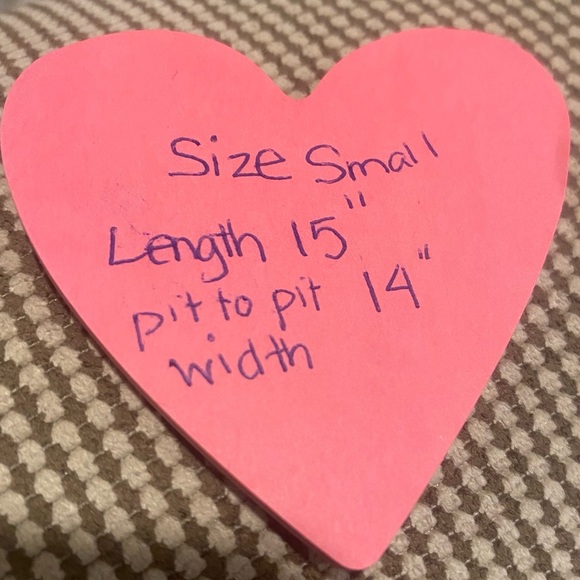 Size Small
Length 15"
pit to pit 14"
width